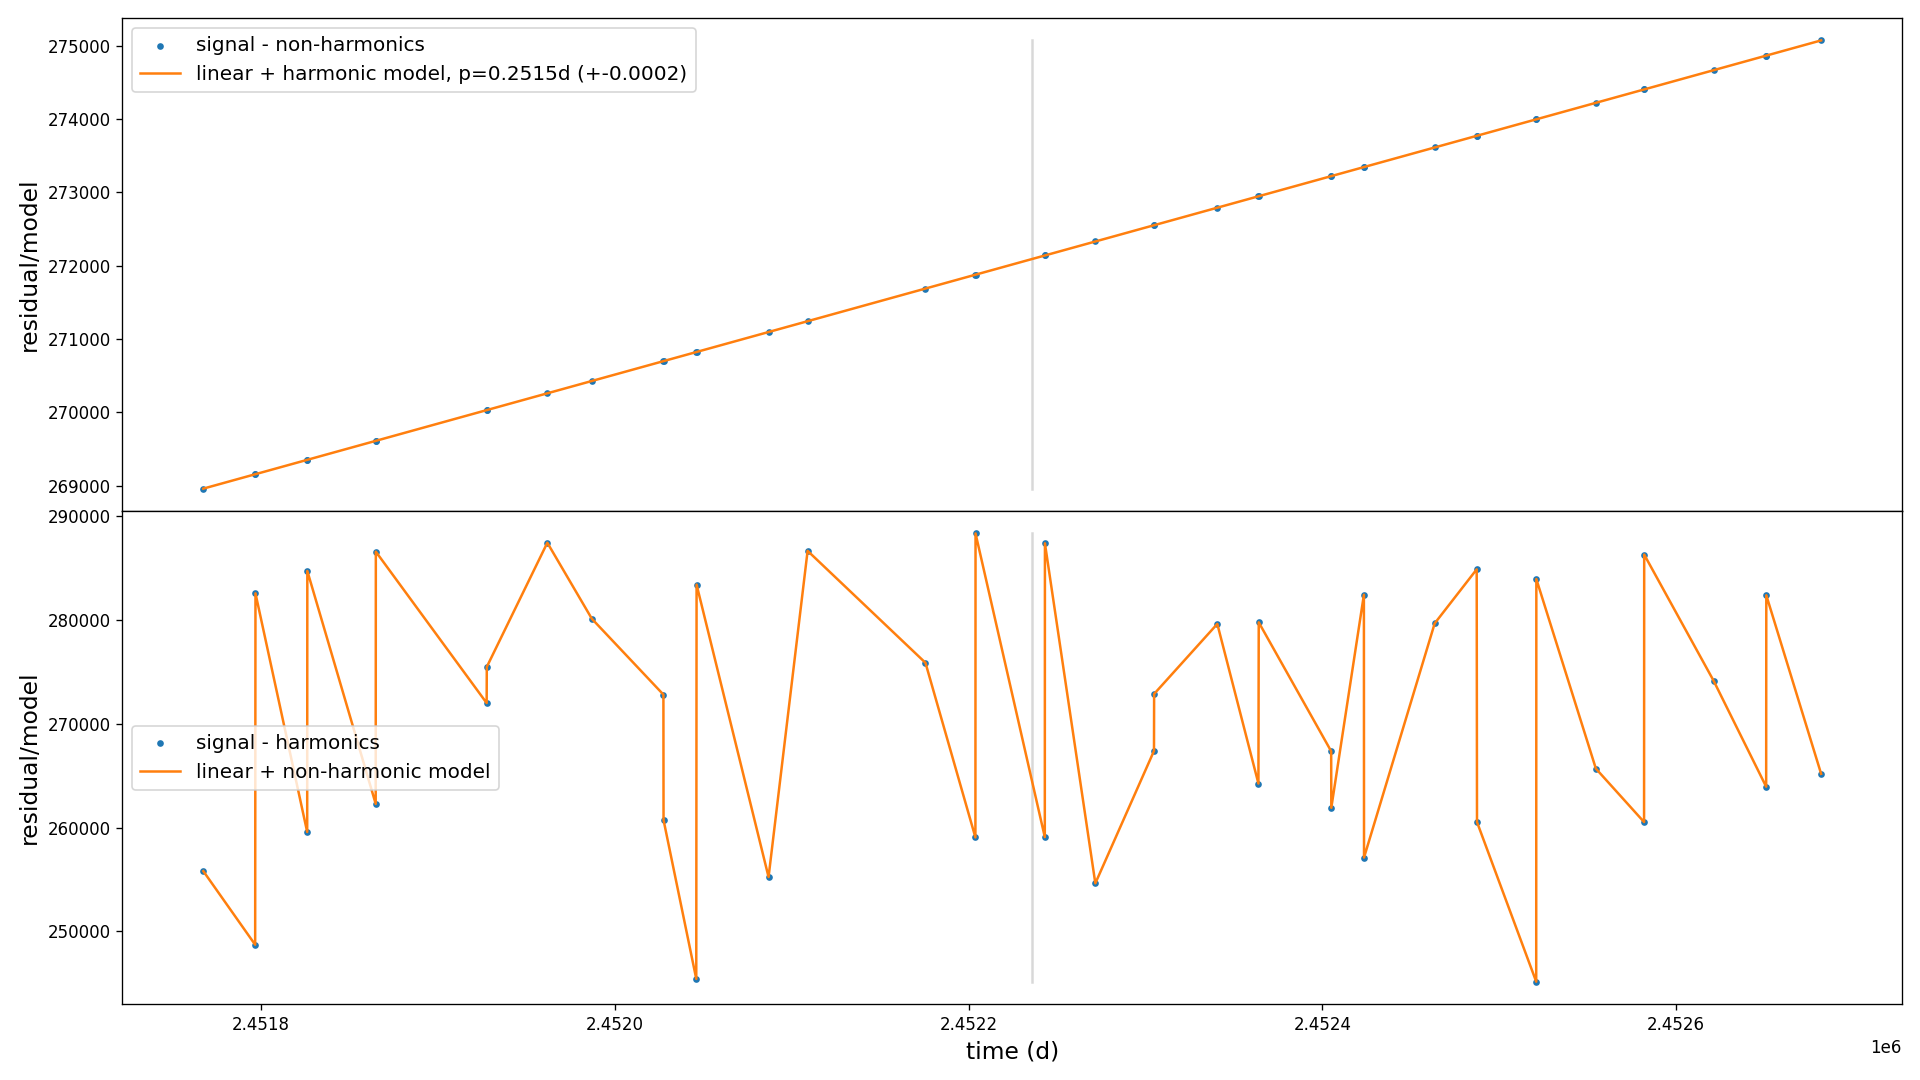 275000
274000
273000
272000
271000
270000
269000
residual/model
signal - non-harmonics
linear + harmonic model, p=0.2515d (+-0.0002)
290000
280000
270000
260000
250000
residual/model
signal - harmonics
linear + non-harmonic model
2.4518
2.4520
2.4522
2.4524
2.4526
1e6
time (d)